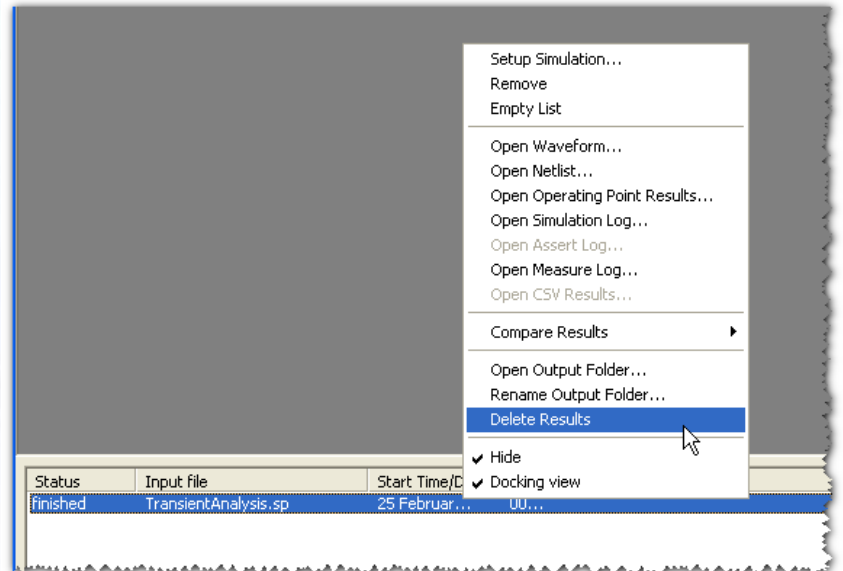 Setup Simulation...
Remove
Empty List
Open Waveform...
Open Netlist...
Open Operating Point Results...
Open Simulation Log...
Open Assert Log...
Open Measure Log...
Open CSV Results...
Compare Results
Open Output Folder...
Rename Output Folder...
Delete Results
Hide
Docking view
Status Input file Start Time/D
finished TransientAnalysis.sp 25 Februar... 00...